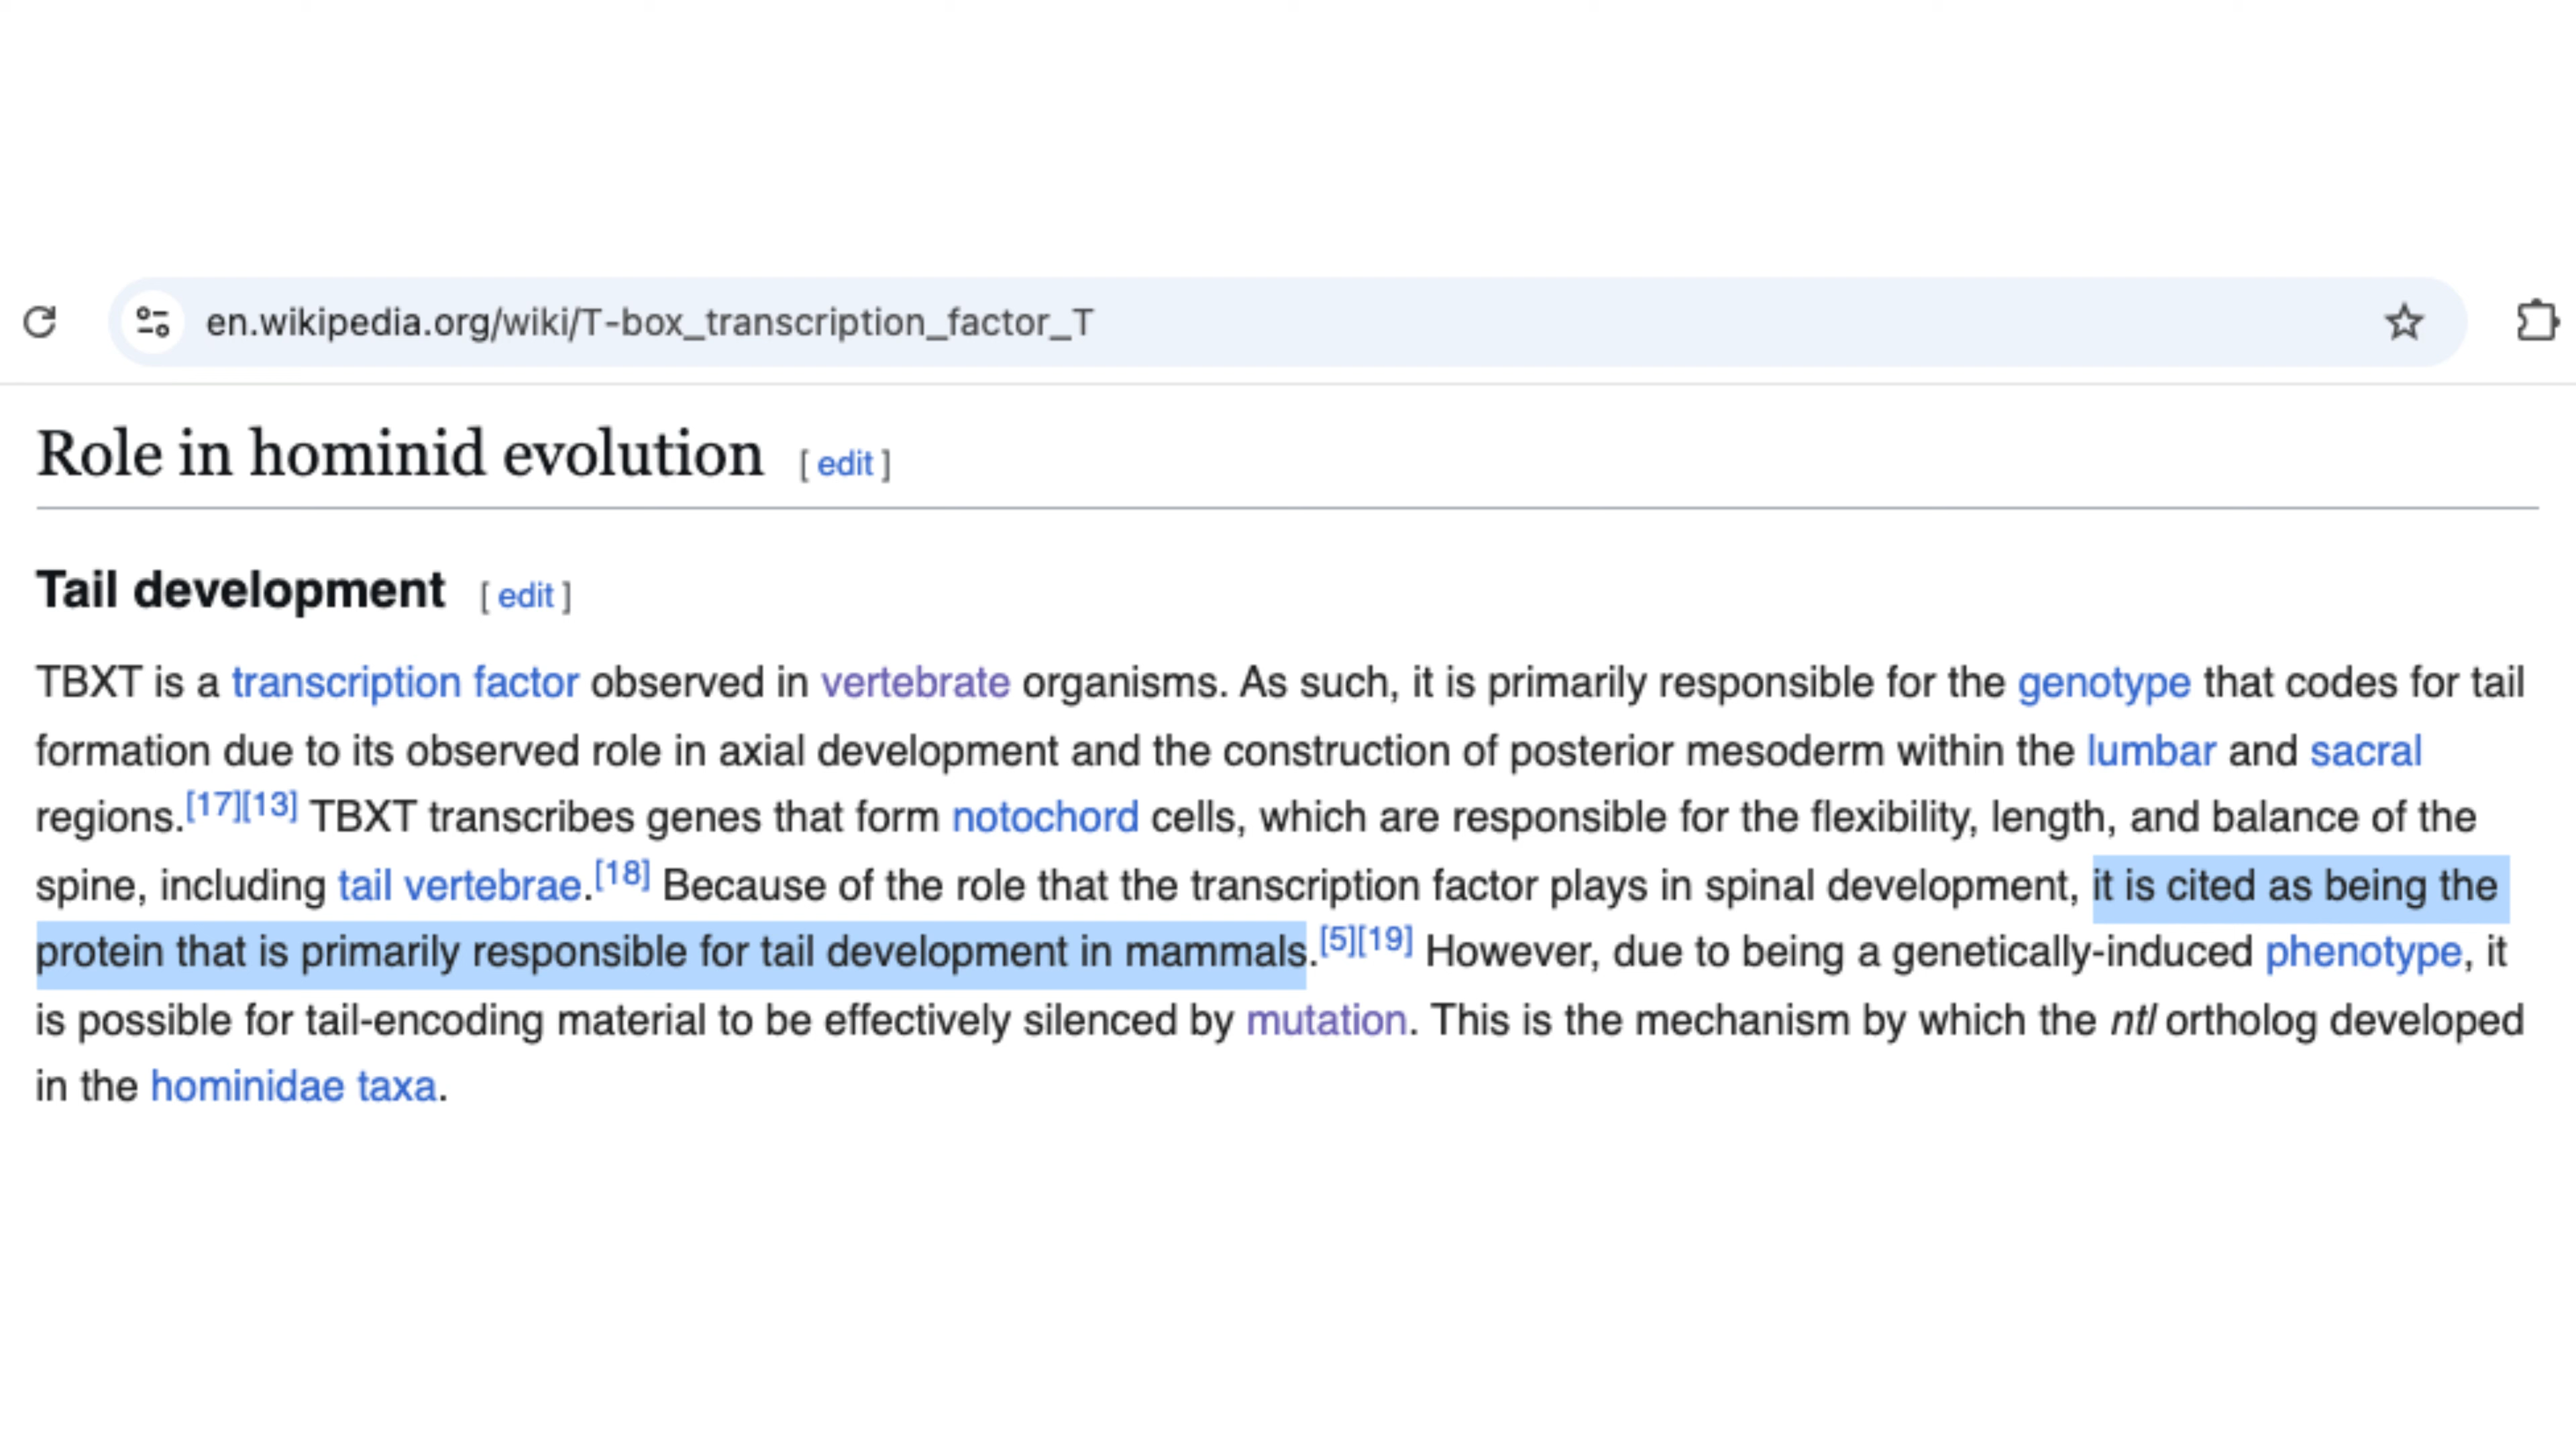 en.wikipedia.org/wiki/T-box_transcription_factor_T
Role in hominid evolution [ edit ]
Tail development [ edit ]
TBXT is a transcription factor observed in vertebrate organisms. As such, it is primarily responsible for the genotype that codes for tail
formation due to its observed role in axial development and the construction of posterior mesoderm within the lumbar and sacral
regions.[17][13] TBXT transcribes genes that form notochord cells, which are responsible for the flexibility, length, and balance of the
spine, including tail vertebrae.[18] Because of the role that the transcription factor plays in spinal development, it is cited as being the
protein that is primarily responsible for tail development in mammals.[5][19] However, due to being a genetically-induced phenotype, it
is possible for tail-encoding material to be effectively silenced by mutation. This is the mechanism by which the ntl ortholog developed
in the hominidae taxa.